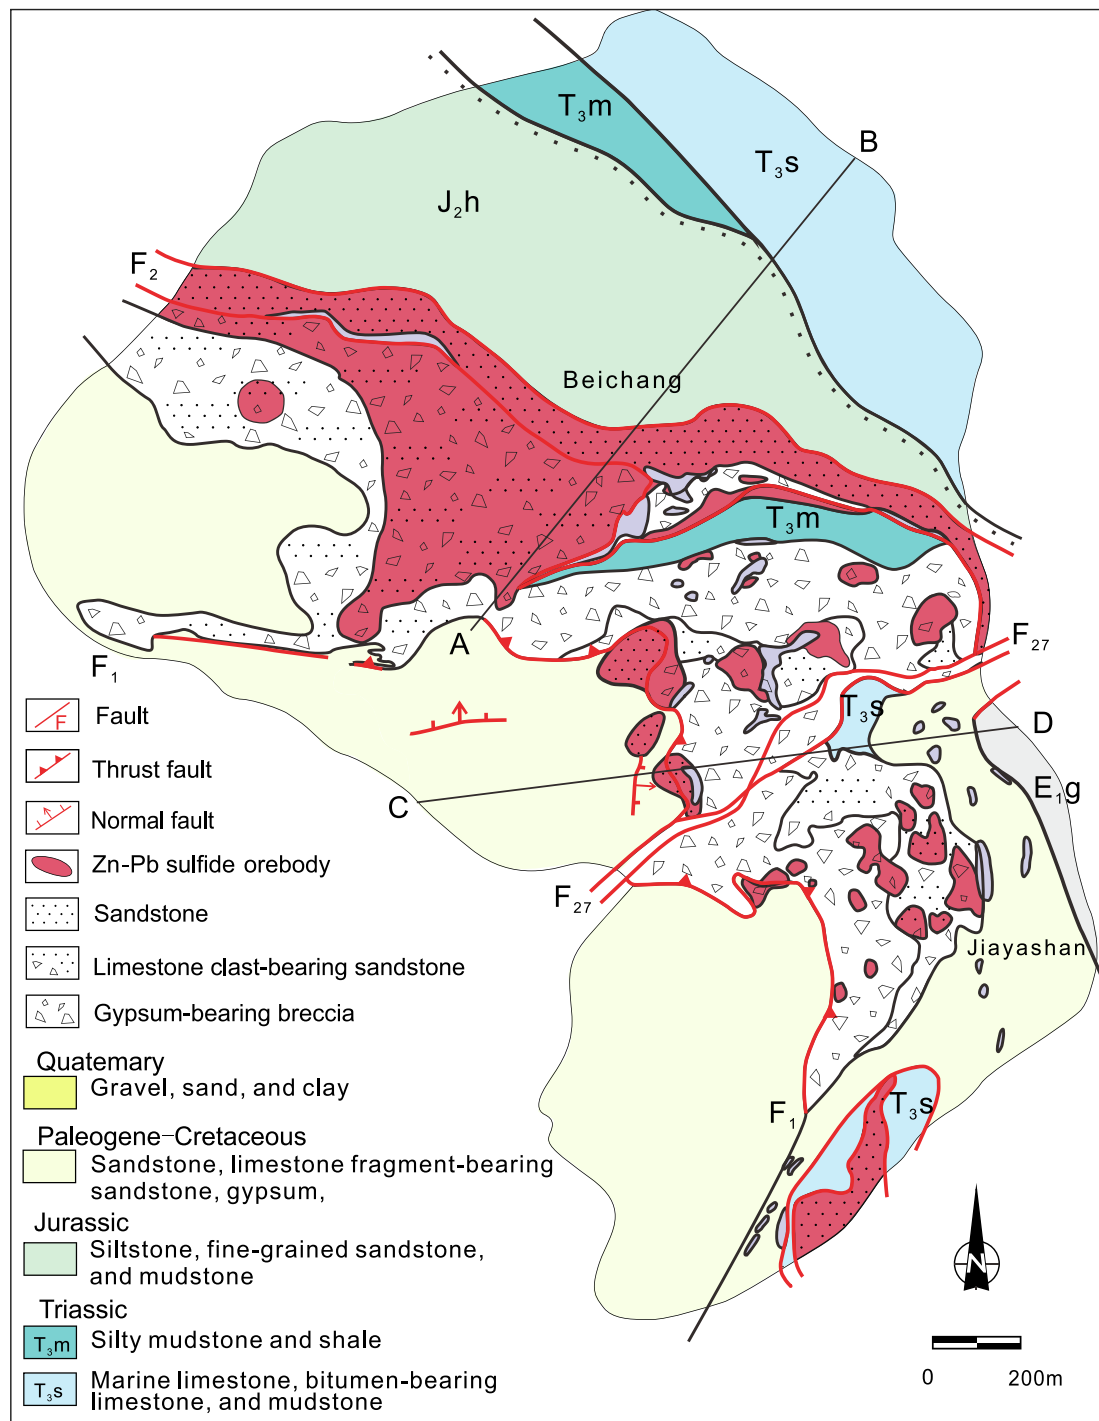 T₃m
B
T₃s
J₂h
F₂
Beichang
T₃m
A
F₁
F₂₇
T₃s
D
C
E₁g
F₂₇
Jiayashan
F₁
T₃s
F
Fault
Thrust fault
Normal fault
Zn-Pb sulfide orebody
Sandstone
Limestone clast-bearing sandstone
Gypsum-bearing breccia
Quatemary
Gravel, sand, and clay
Paleogene-Cretaceous
Sandstone, limestone fragment-bearing
sandstone, gypsum,
Jurassic
Siltstone, fine-grained sandstone,
and mudstone
Triassic
T₃m Silty mudstone and shale
T₃s Marine limestone, bitumen-bearing
limestone, and mudstone
N
0 200m